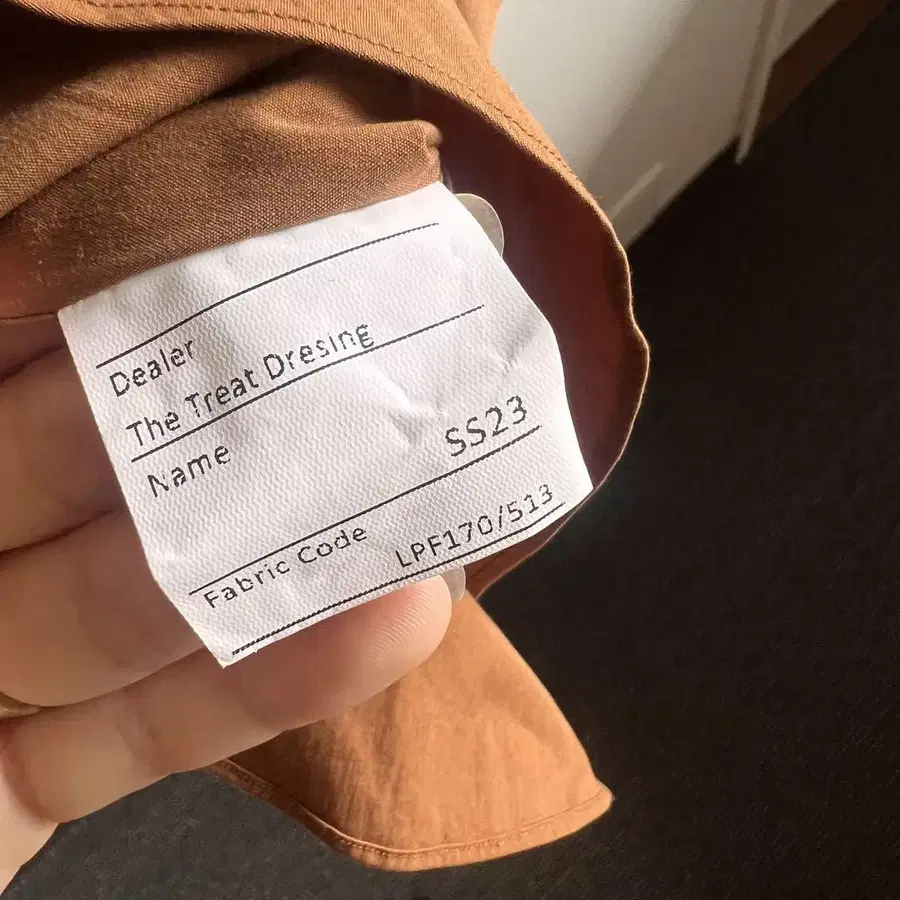 Dealer
The Treat Dresing
Name
SS23
Fabric Code
LPF170/513